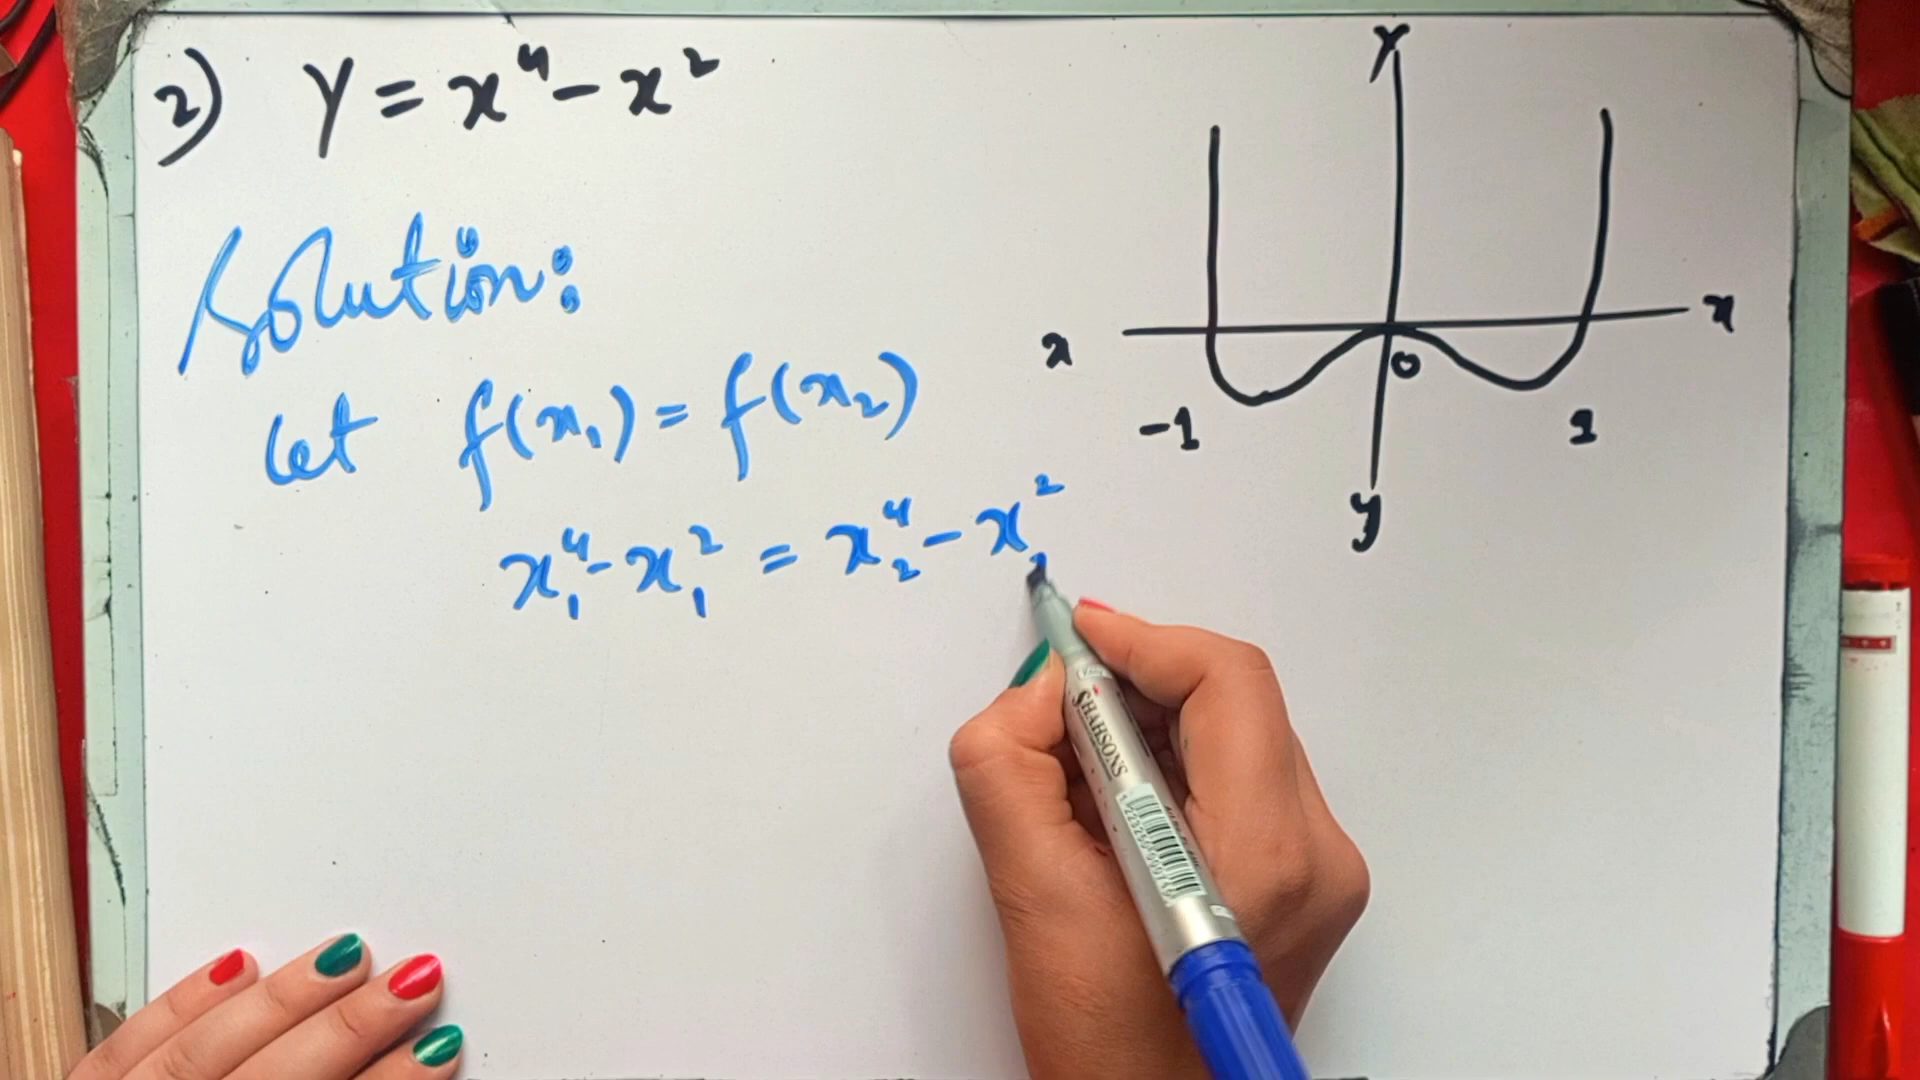 2) y = x⁴ - x²
Solution:
Let f(x₁) = f(x₂)
x₁⁴ - x₁² = x₂⁴ - x₂²
Y
x
x
0
-1
1
y
SHAHSONS